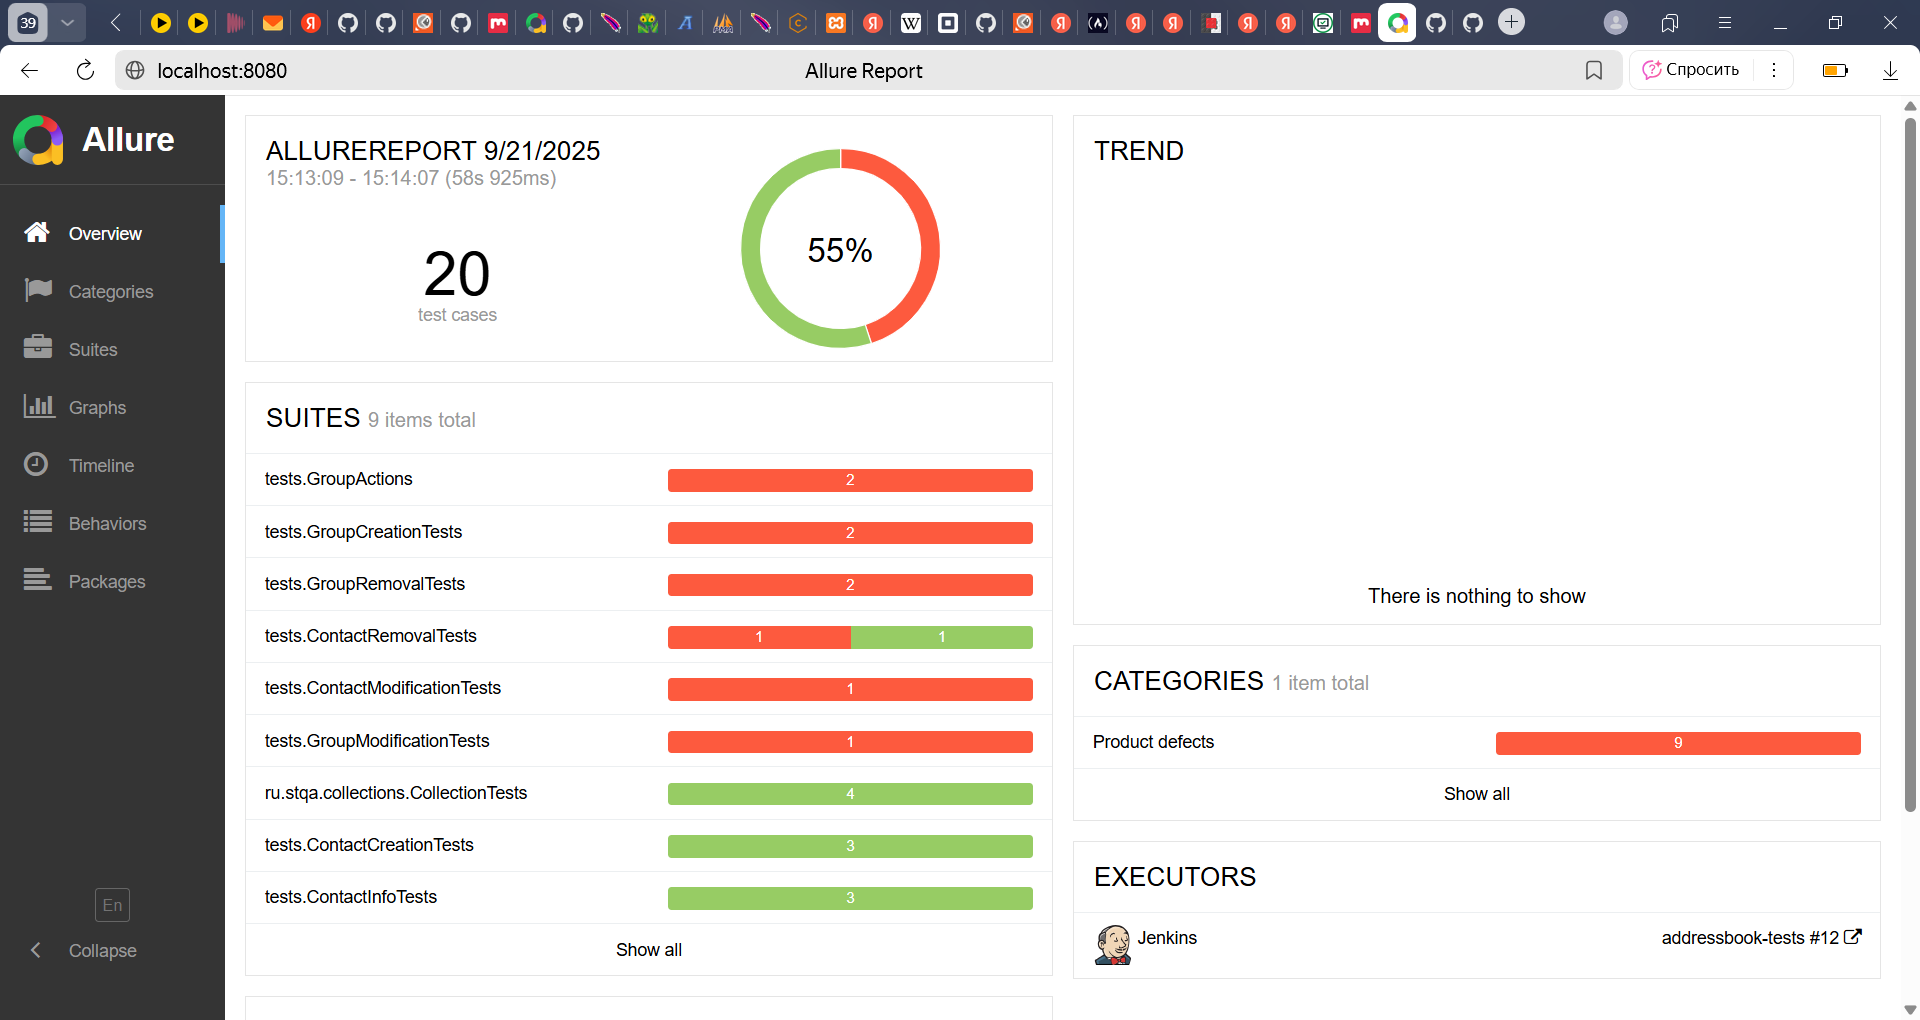 39
localhost:8080
Allure Report
Спросить
Allure
Overview
Categories
Suites
Graphs
Timeline
Behaviors
Packages
En
Collapse
ALLUREREPORT 9/21/2025
15:13:09 - 15:14:07 (58s 925ms)
20
test cases
55%
SUITES 9 items total
tests.GroupActions 2
tests.GroupCreationTests 2
tests.GroupRemovalTests 2
tests.ContactRemovalTests 1 1
tests.ContactModificationTests 1
tests.GroupModificationTests 1
ru.stqa.collections.CollectionTests 4
tests.ContactCreationTests 3
tests.ContactInfoTests 3
Show all
TREND
There is nothing to show
CATEGORIES 1 item total
Product defects 9
Show all
EXECUTORS
Jenkins addressbook-tests #12